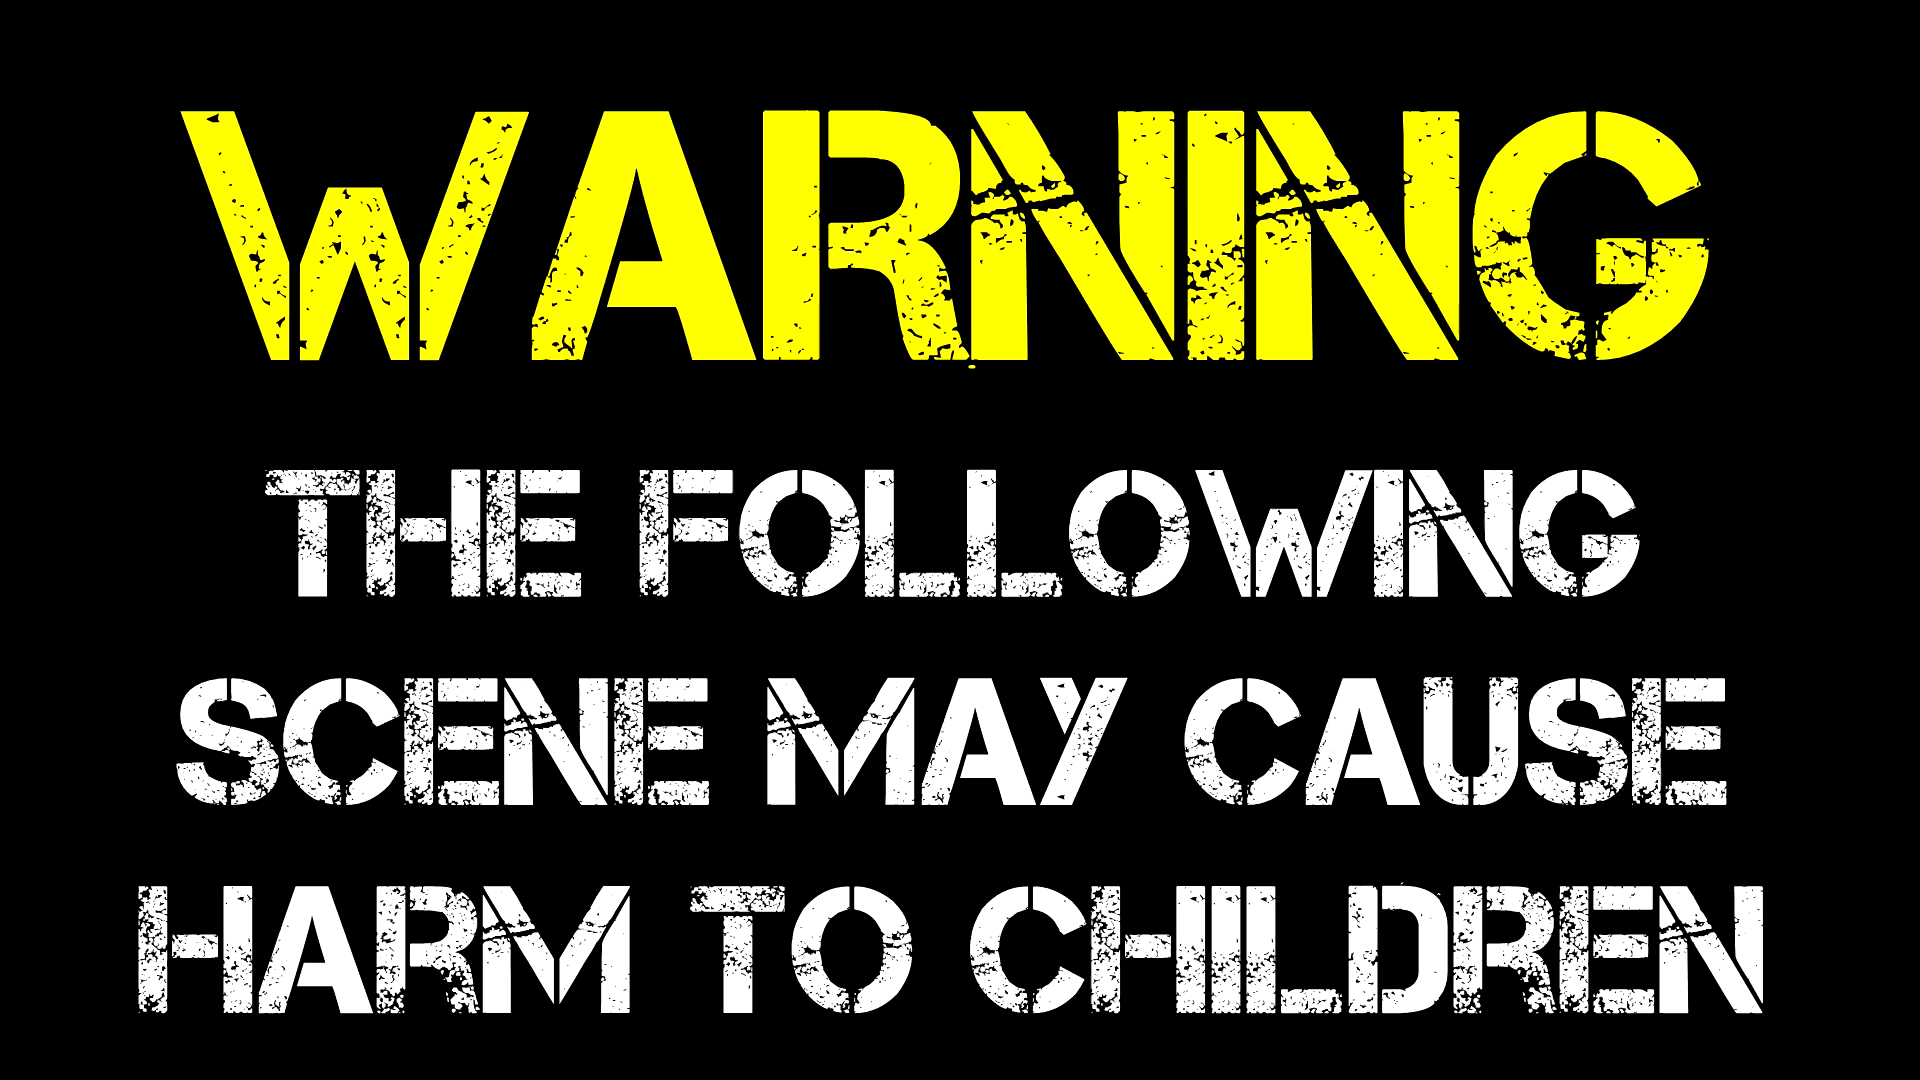 WARNING
THE FOLLOWING
SCENE MAY CAUSE
HARM TO CHILDREN